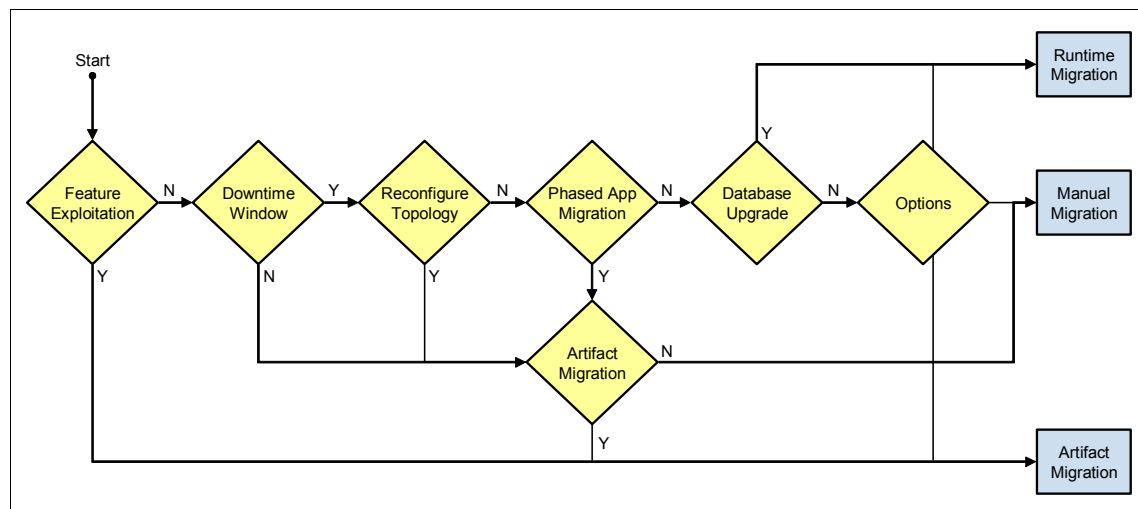 Start
Runtime
Migration
Y
Feature
Exploitation
N
Downtime
Window
Y
Reconfigure
Topology
N
Phased App
Migration
N
Database
Upgrade
N
Options
Manual
Migration
Y
N
Y
Y
Artifact
Migration
N
Y
Artifact
Migration